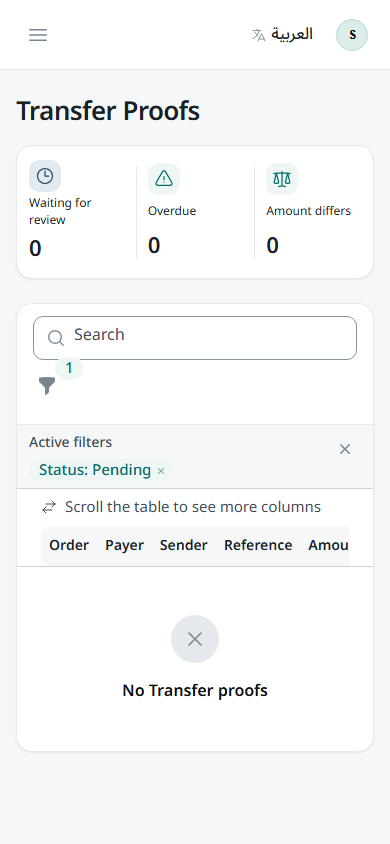 العربية
S
Transfer Proofs
Waiting for review
0
Overdue
0
Amount differs
0
Search
1
Active filters
Status: Pending ×
Scroll the table to see more columns
Order Payer Sender Reference Amou
No Transfer proofs